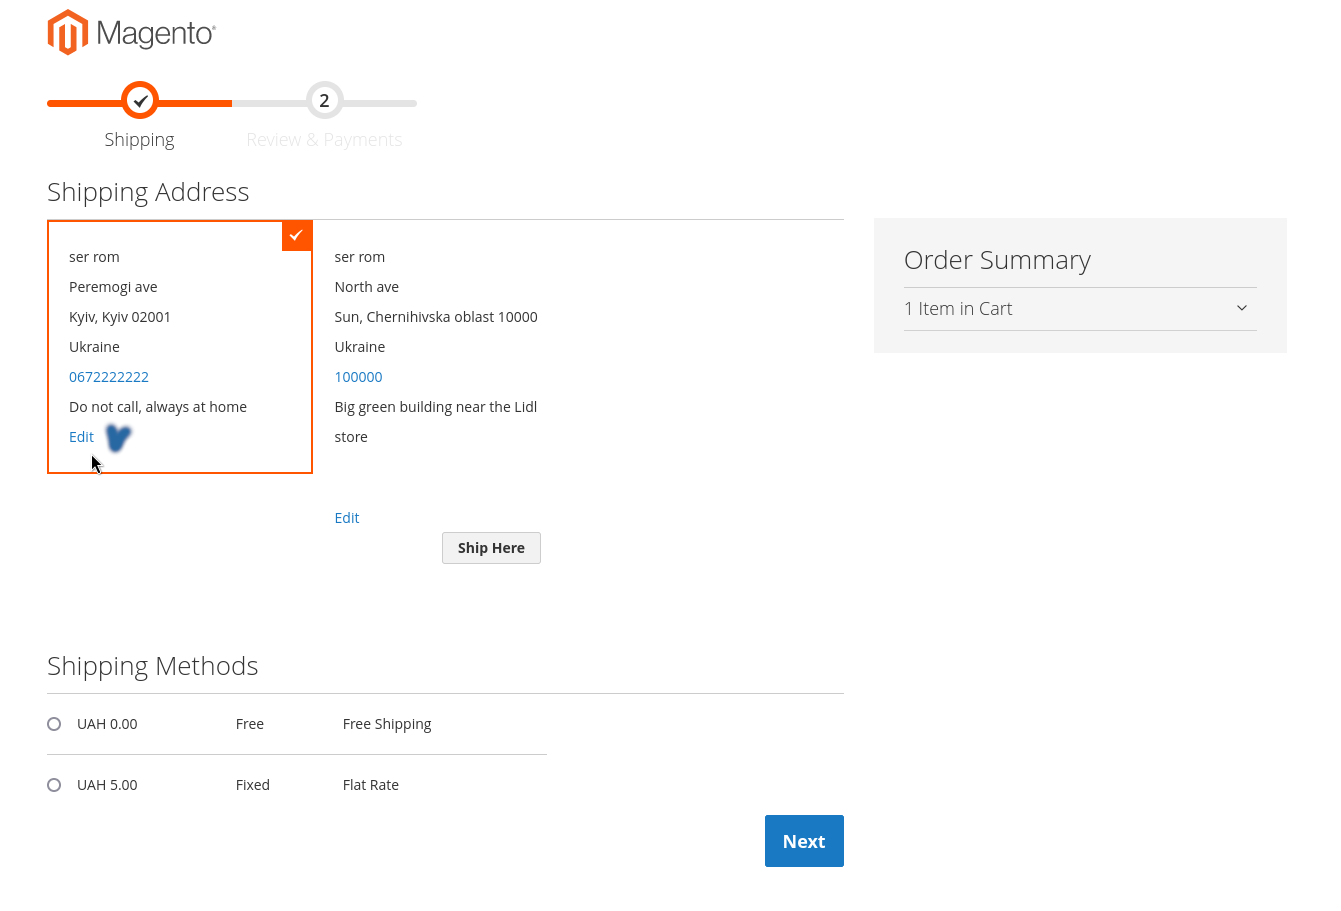 Magento®
2
Shipping
Review & Payments
Shipping Address
ser rom
Peremogi ave
Kyiv, Kyiv 02001
Ukraine
0672222222
Do not call, always at home
Edit
ser rom
North ave
Sun, Chernihivska oblast 10000
Ukraine
100000
Big green building near the Lidl
store
Edit
Ship Here
Order Summary
1 Item in Cart
Shipping Methods
UAH 0.00 Free Free Shipping
UAH 5.00 Fixed Flat Rate
Next